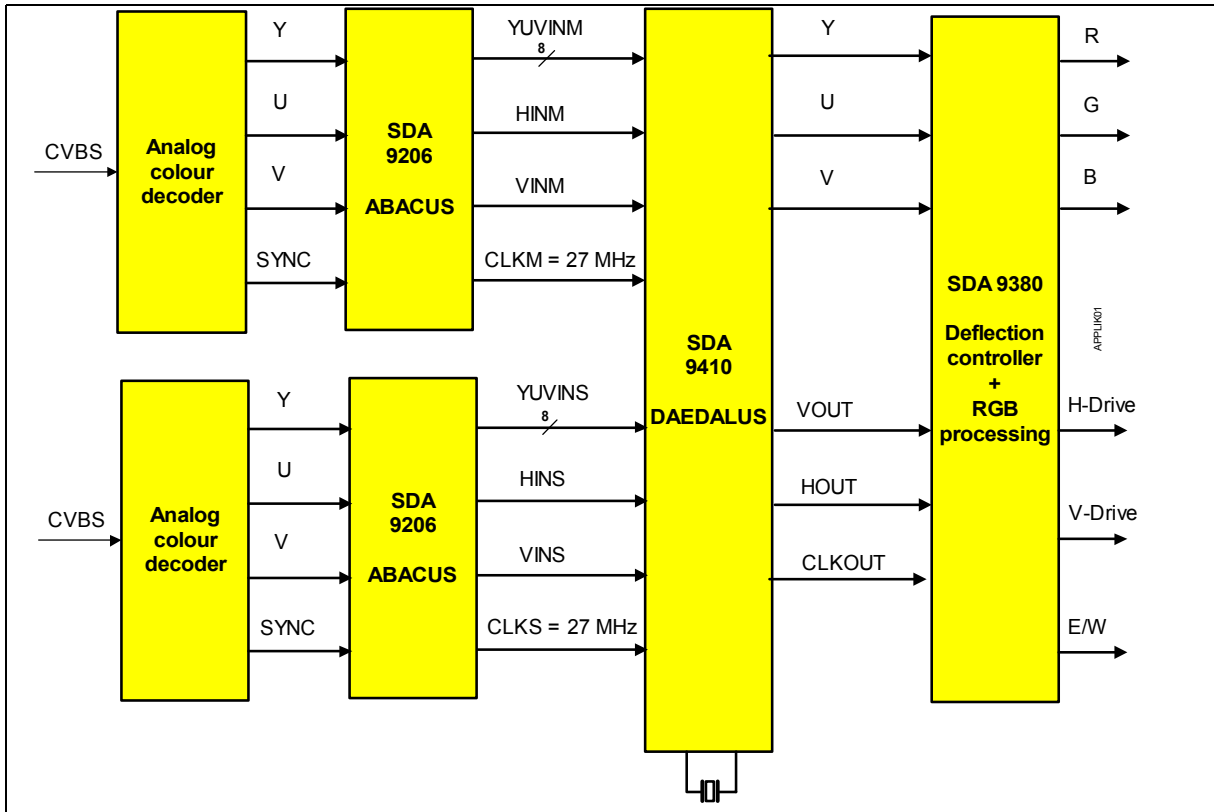 Y
YUVINM
8
Y
R
U
HINM
U
G
CVBS
Analog
colour
decoder
SDA
9206
ABACUS
V
VINM
V
B
SYNC
CLKM = 27 MHz
SDA
9410
DAEDALUS
SDA 9380
Deflection
controller
+
RGB
processing
APPLIK01
Y
YUVINS
8
VOUT
H-Drive
U
HINS
HOUT
CVBS
Analog
colour
decoder
SDA
9206
ABACUS
V
VINS
CLKOUT
V-Drive
SYNC
CLKS = 27 MHz
E/W